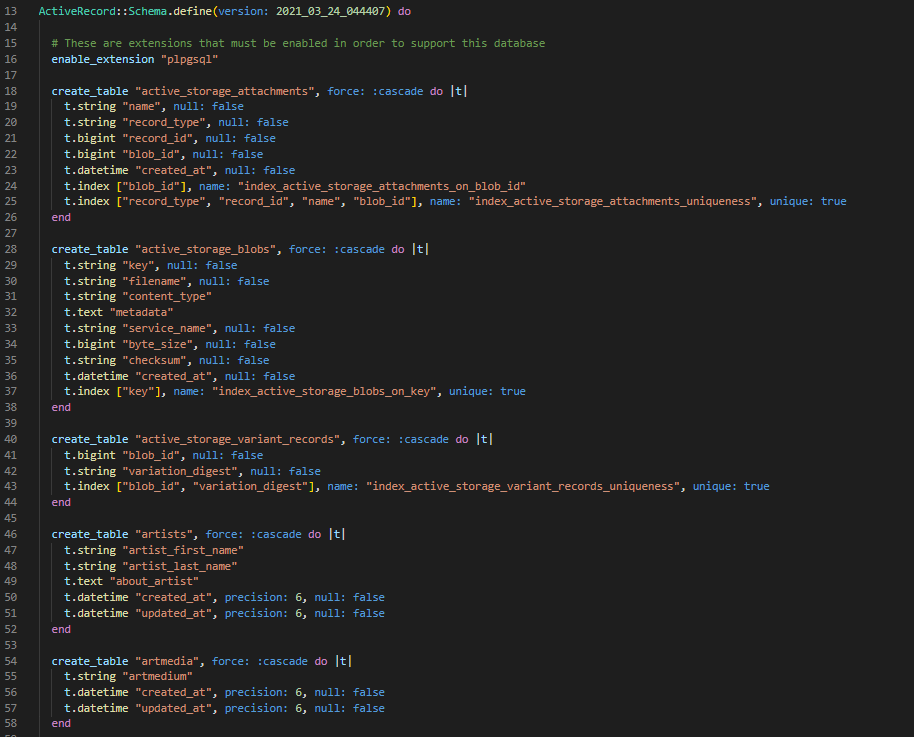 13 ActiveRecord::Schema.define(version: 2021_03_24_044407) do
14
15 # These are extensions that must be enabled in order to support this database
16 enable_extension "plpgsql"
17
18 create_table "active_storage_attachments", force: :cascade do |t|
19 t.string "name", null: false
20 t.string "record_type", null: false
21 t.bigint "record_id", null: false
22 t.bigint "blob_id", null: false
23 t.datetime "created_at", null: false
24 t.index ["blob_id"], name: "index_active_storage_attachments_on_blob_id"
25 t.index ["record_type", "record_id", "name", "blob_id"], name: "index_active_storage_attachments_uniqueness", unique: true
26 end
27
28 create_table "active_storage_blobs", force: :cascade do |t|
29 t.string "key", null: false
30 t.string "filename", null: false
31 t.string "content_type"
32 t.text "metadata"
33 t.string "service_name", null: false
34 t.bigint "byte_size", null: false
35 t.string "checksum", null: false
36 t.datetime "created_at", null: false
37 t.index ["key"], name: "index_active_storage_blobs_on_key", unique: true
38 end
39
40 create_table "active_storage_variant_records", force: :cascade do |t|
41 t.bigint "blob_id", null: false
42 t.string "variation_digest", null: false
43 t.index ["blob_id", "variation_digest"], name: "index_active_storage_variant_records_uniqueness", unique: true
44 end
45
46 create_table "artists", force: :cascade do |t|
47 t.string "artist_first_name"
48 t.string "artist_last_name"
49 t.text "about_artist"
50 t.datetime "created_at", precision: 6, null: false
51 t.datetime "updated_at", precision: 6, null: false
52 end
53
54 create_table "artmedia", force: :cascade do |t|
55 t.string "artmedium"
56 t.datetime "created_at", precision: 6, null: false
57 t.datetime "updated_at", precision: 6, null: false
58 end